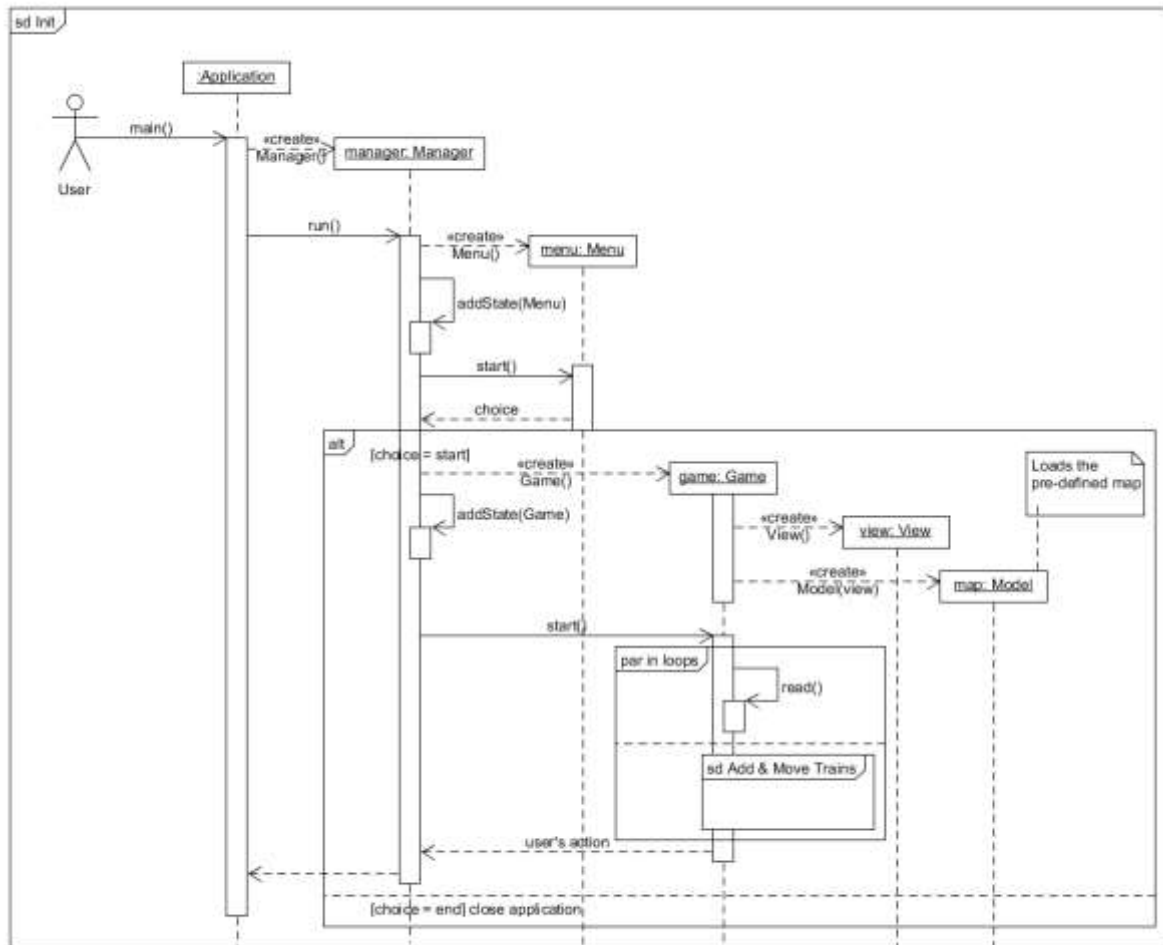 sd Init
:Application
main()
«create»
Manager()
manager: Manager
User
run()
«create»
Menu()
menu: Menu
addState(Menu)
start()
choice
alt
[choice = start]
«create»
Game()
game: Game
Loads the
pre-defined map
addState(Game)
«create»
View()
view: View
«create»
Model(view)
map: Model
start()
par in loops
read()
sd Add & Move Trains
user's action
[choice = end] close application